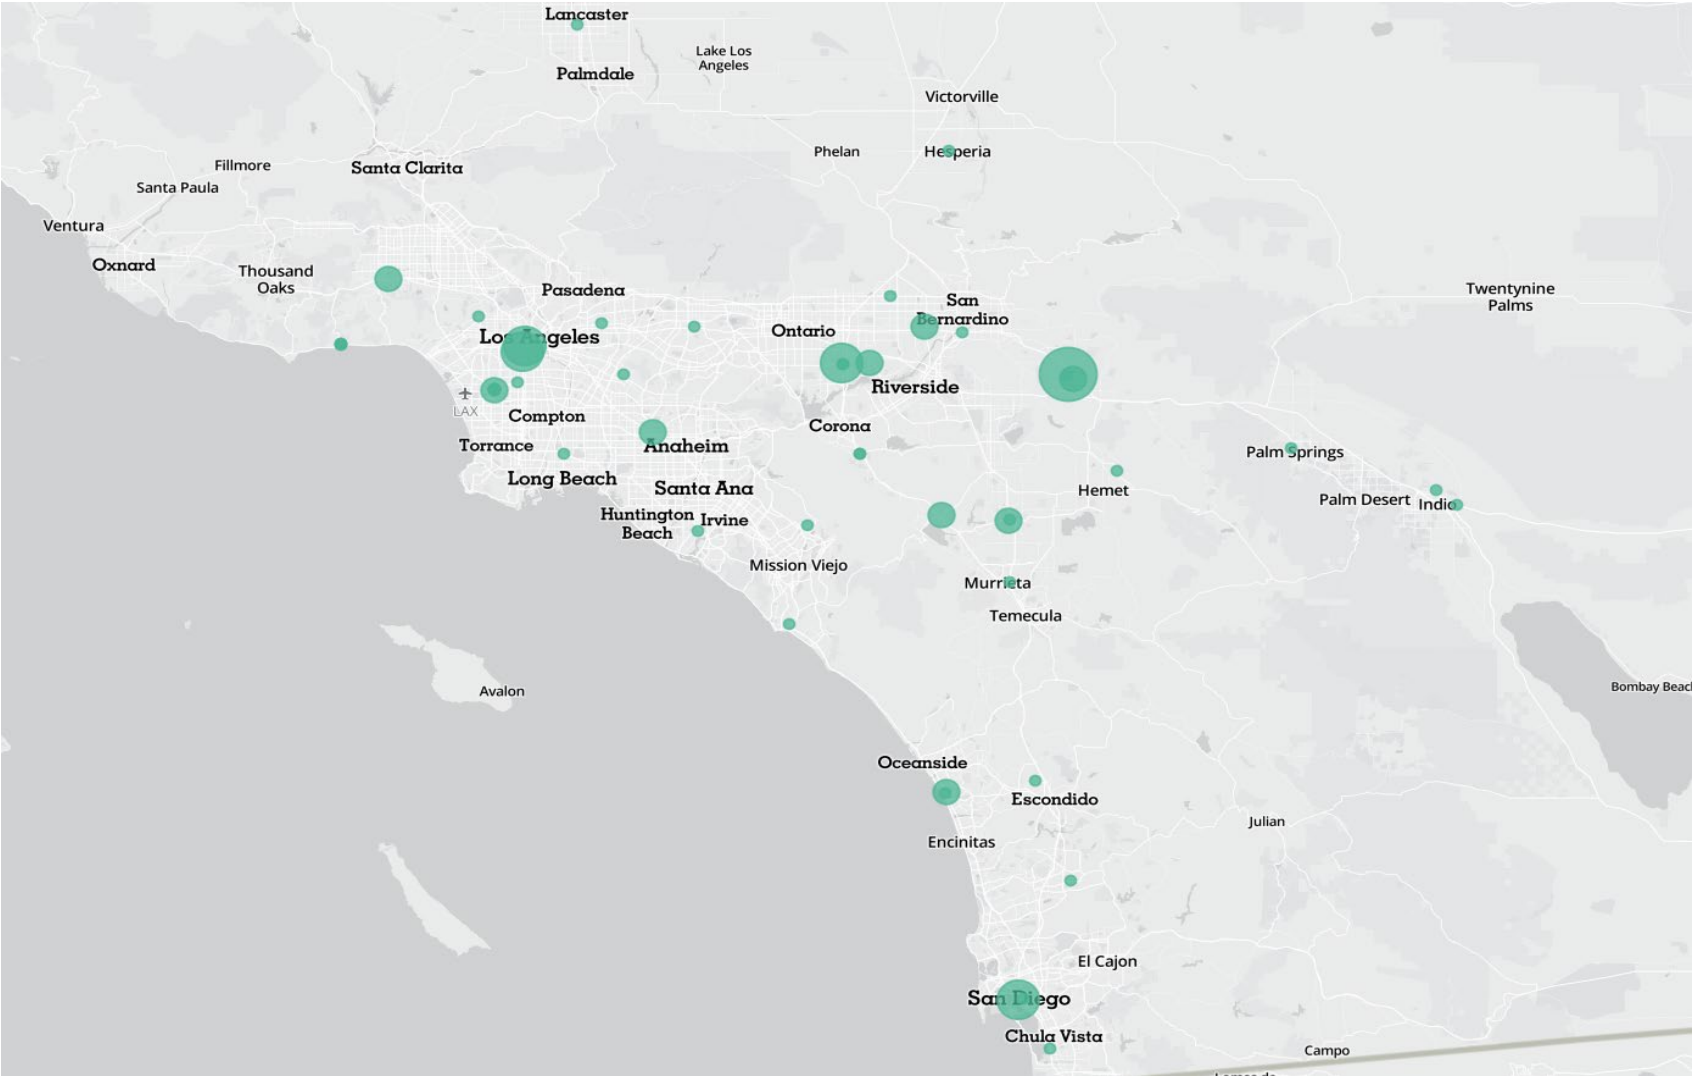 Lancaster
Lake Los
Angeles
Palmdale
Victorville
Phelan
Hesperia
Fillmore
Santa Clarita
Santa Paula
Ventura
Oxnard
Thousand
Oaks
Pasadena
Twentynine
Palms
San
Bernardino
Los Angeles
Ontario
Riverside
LAX
Compton
Corona
Torrance
Anaheim
Palm Springs
Long Beach
Santa Ana
Hemet
Palm Desert
Indio
Huntington
Beach
Irvine
Mission Viejo
Murrieta
Temecula
Avalon
Bombay Beac
Oceanside
Escondido
Julian
Encinitas
El Cajon
San Diego
Chula Vista
Campo